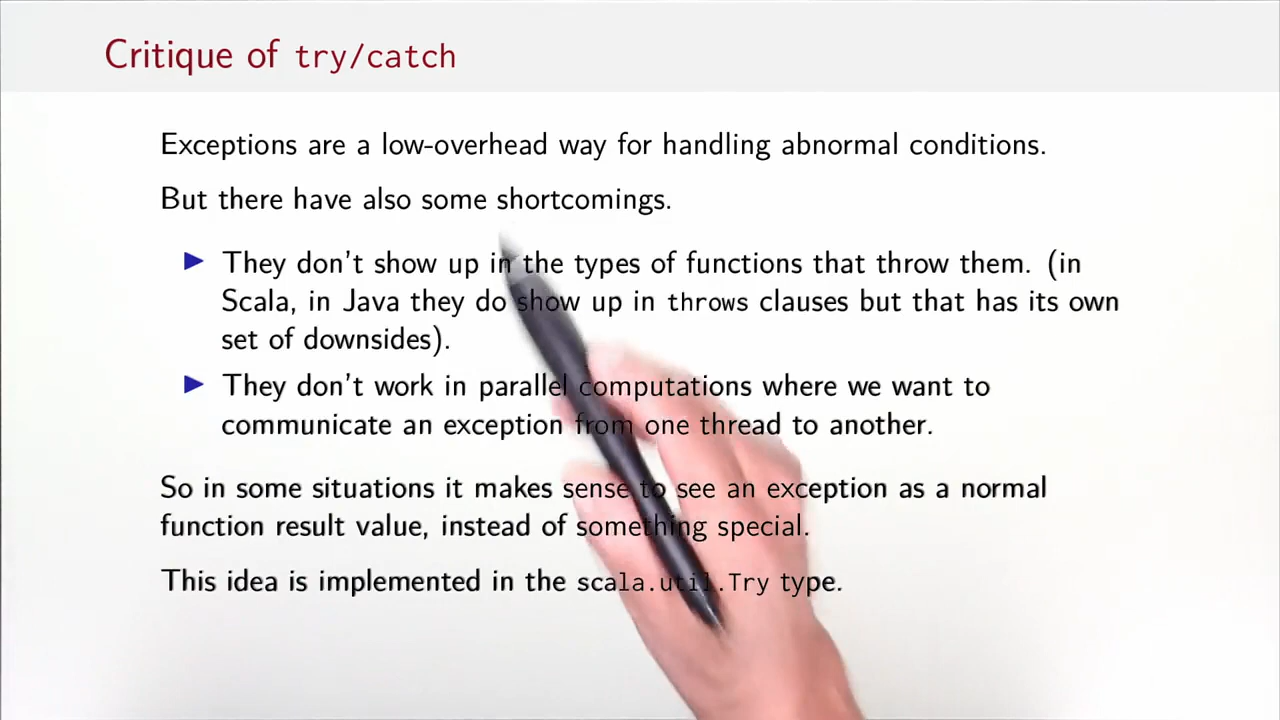 Critique of try/catch
Exceptions are a low-overhead way for handling abnormal conditions.
But there have also some shortcomings.
They don't show up in the types of functions that throw them. (in
Scala, in Java they do show up in throws clauses but that has its own
set of downsides).
They don't work in parallel computations where we want to
communicate an exception from one thread to another.
So in some situations it makes sense to see an exception as a normal
function result value, instead of something special.
This idea is implemented in the scala.util.Try type.